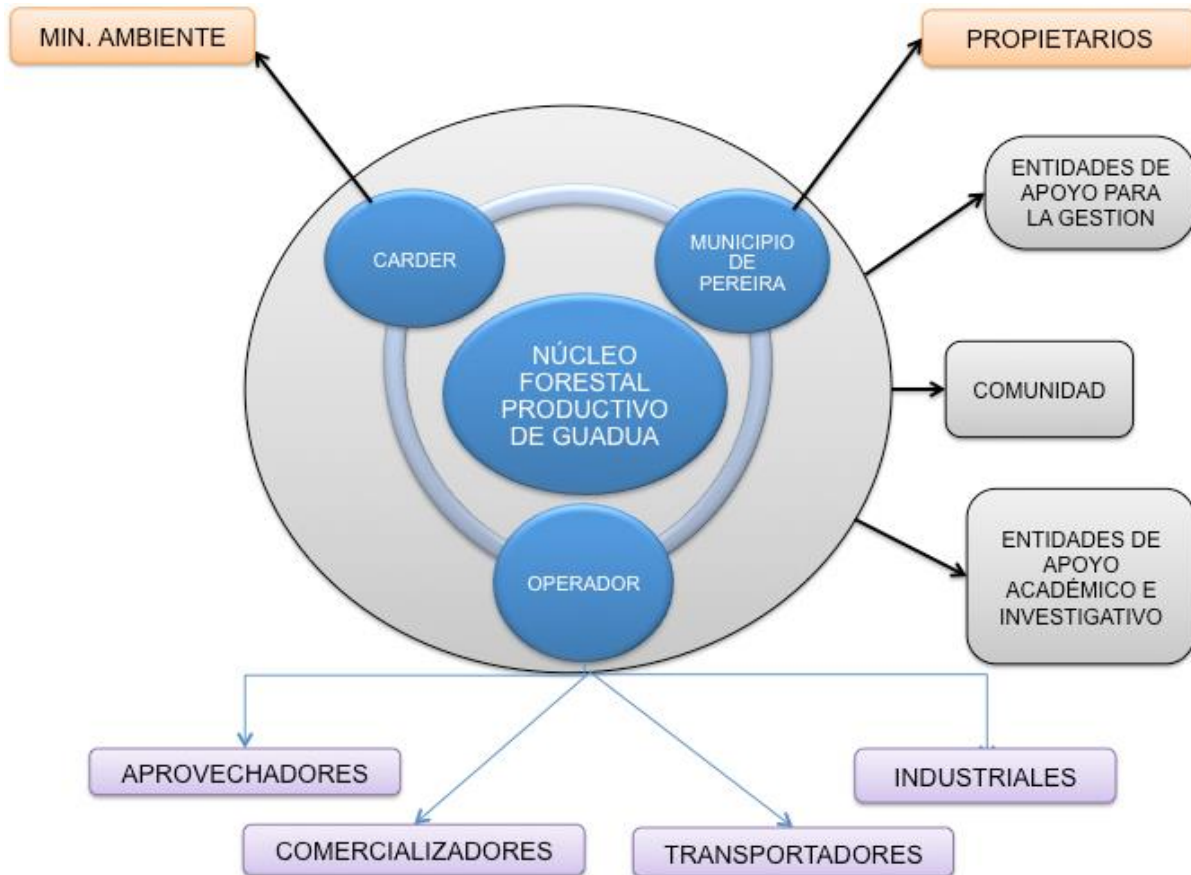 MIN. AMBIENTE
PROPIETARIOS
ENTIDADES DE
APOYO PARA
LA GESTION
CARDER
MUNICIPIO
DE
PEREIRA
NÚCLEO
FORESTAL
PRODUCTIVO
DE GUADUA
COMUNIDAD
OPERADOR
ENTIDADES DE
APOYO
ACADÉMICO E
INVESTIGATIVO
APROVECHADORES
INDUSTRIALES
COMERCIALIZADORES
TRANSPORTADORES